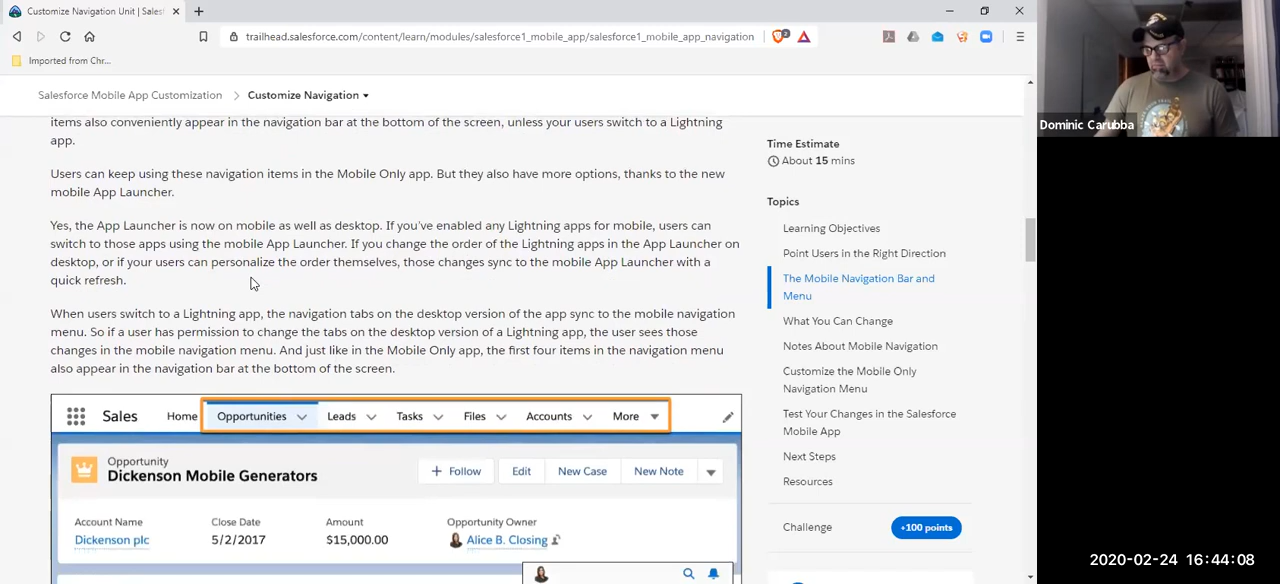 Customize Navigation Unit | Sales
trailhead.salesforce.com/content/learn/modules/salesforce1_mobile_app/salesforce1_mobile_app_navigation
2
Imported from Chr...
Dominic Carubba
Salesforce Mobile App Customization
Customize Navigation
items also conveniently appear in the navigation bar at the bottom of the screen, unless your users switch to a Lightning
app.
Users can keep using these navigation items in the Mobile Only app. But they also have more options, thanks to the new
mobile App Launcher.
Yes, the App Launcher is now on mobile as well as desktop. If you've enabled any Lightning apps for mobile, users can
switch to those apps using the mobile App Launcher. If you change the order of the Lightning apps in the App Launcher on
desktop, or if your users can personalize the order themselves, those changes sync to the mobile App Launcher with a
quick refresh.
When users switch to a Lightning app, the navigation tabs on the desktop version of the app sync to the mobile navigation
menu. So if a user has permission to change the tabs on the desktop version of a Lightning app, the user sees those
changes in the mobile navigation menu. And just like in the Mobile Only app, the first four items in the navigation menu
also appear in the navigation bar at the bottom of the screen.
Sales Home Opportunities Leads Tasks Files Accounts More
Opportunity
Dickenson Mobile Generators
+ Follow Edit New Case New Note
Account Name Close Date Amount Opportunity Owner
Dickenson plc 5/2/2017 $15,000.00 Alice B. Closing
Time Estimate
About 15 mins
Topics
Learning Objectives
Point Users in the Right Direction
The Mobile Navigation Bar and
Menu
What You Can Change
Notes About Mobile Navigation
Customize the Mobile Only
Navigation Menu
Test Your Changes in the Salesforce
Mobile App
Next Steps
Resources
Challenge +100 points
2020-02-24 16:44:08